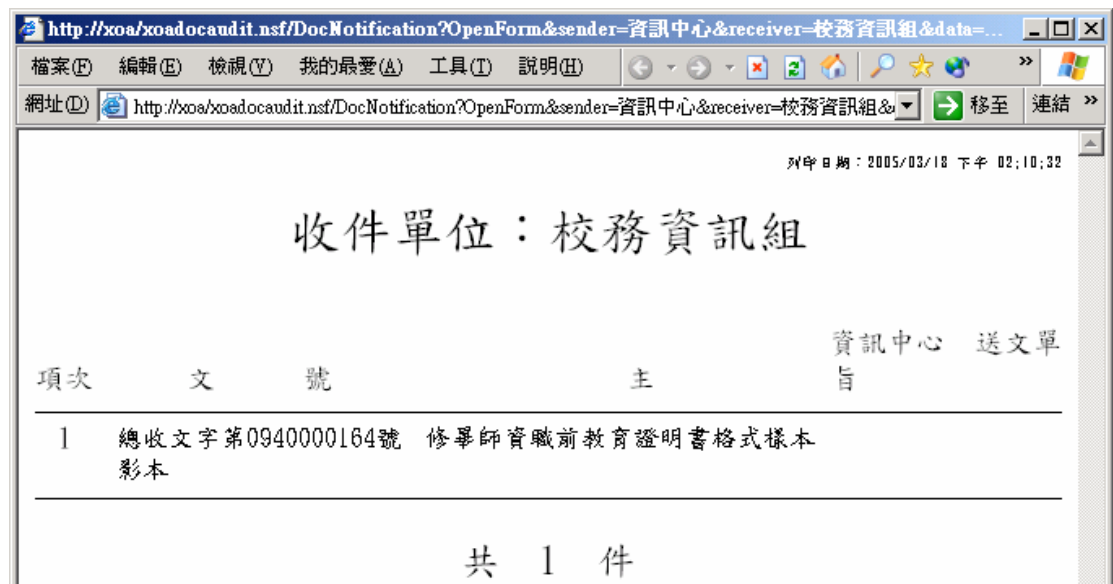 http://xoa/xoadocaudit.nsf/DocNotification?OpenForm&sender=資訊中心&receiver=校務資訊組&data=...
檔案(F) 編輯(E) 檢視(V) 我的最愛(A) 工具(T) 說明(H) »
網址(D) http://xoa/xoadocaudit.nsf/DocNotification?OpenForm&sender=資訊中心&receiver=校務資訊組& 移至 連結 »
列印日期：2005/03/18 下午 02;10;32
收件單位：校務資訊組
資訊中心 送文單
項次 文 號 主 旨
1 總收文字第0940000164號 修畢師資職前教育證明書格式樣本
影本
共 1 件